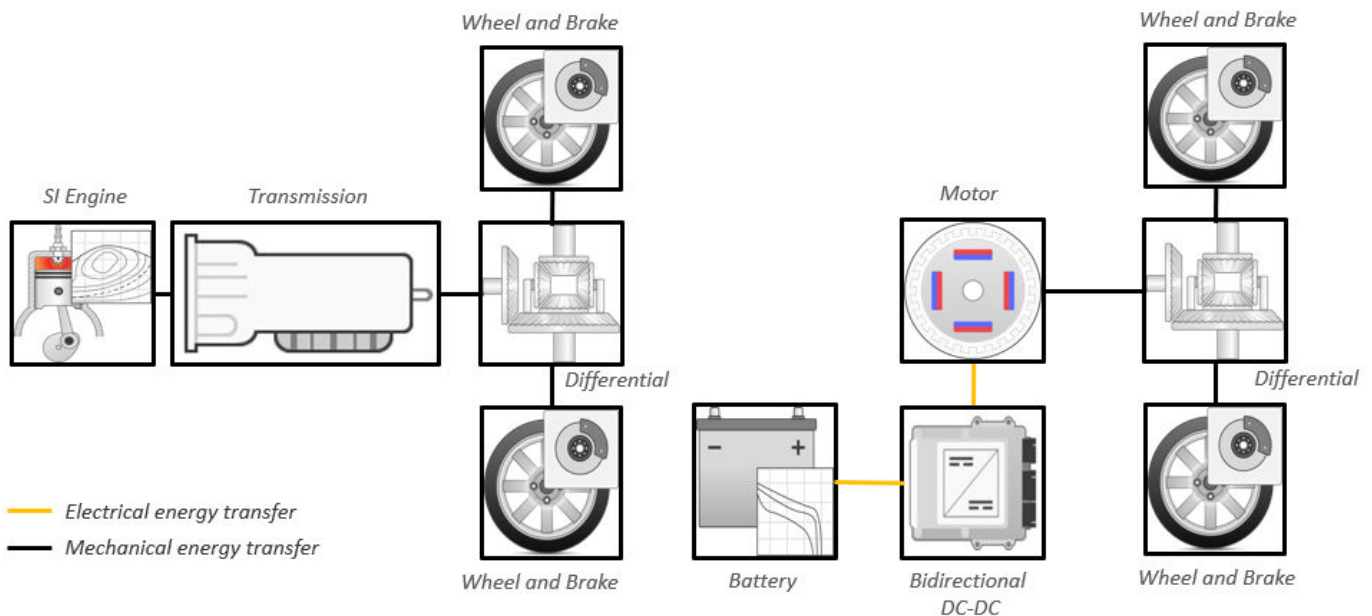 Wheel and Brake
Wheel and Brake
SI Engine
Transmission
Motor
Differential
Differential
− +
Electrical energy transfer
Mechanical energy transfer
Wheel and Brake
Battery
Bidirectional
DC-DC
Wheel and Brake